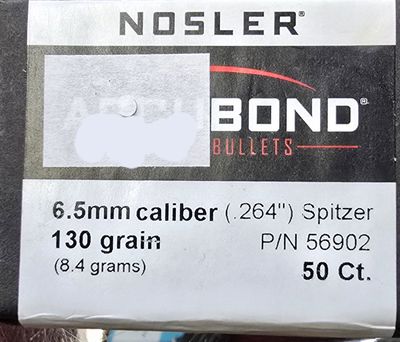 NOSLER®
BOND®
BULLETS
6.5mm caliber (.264") Spitzer
130 grain P/N 56902
(8.4 grams) 50 Ct.